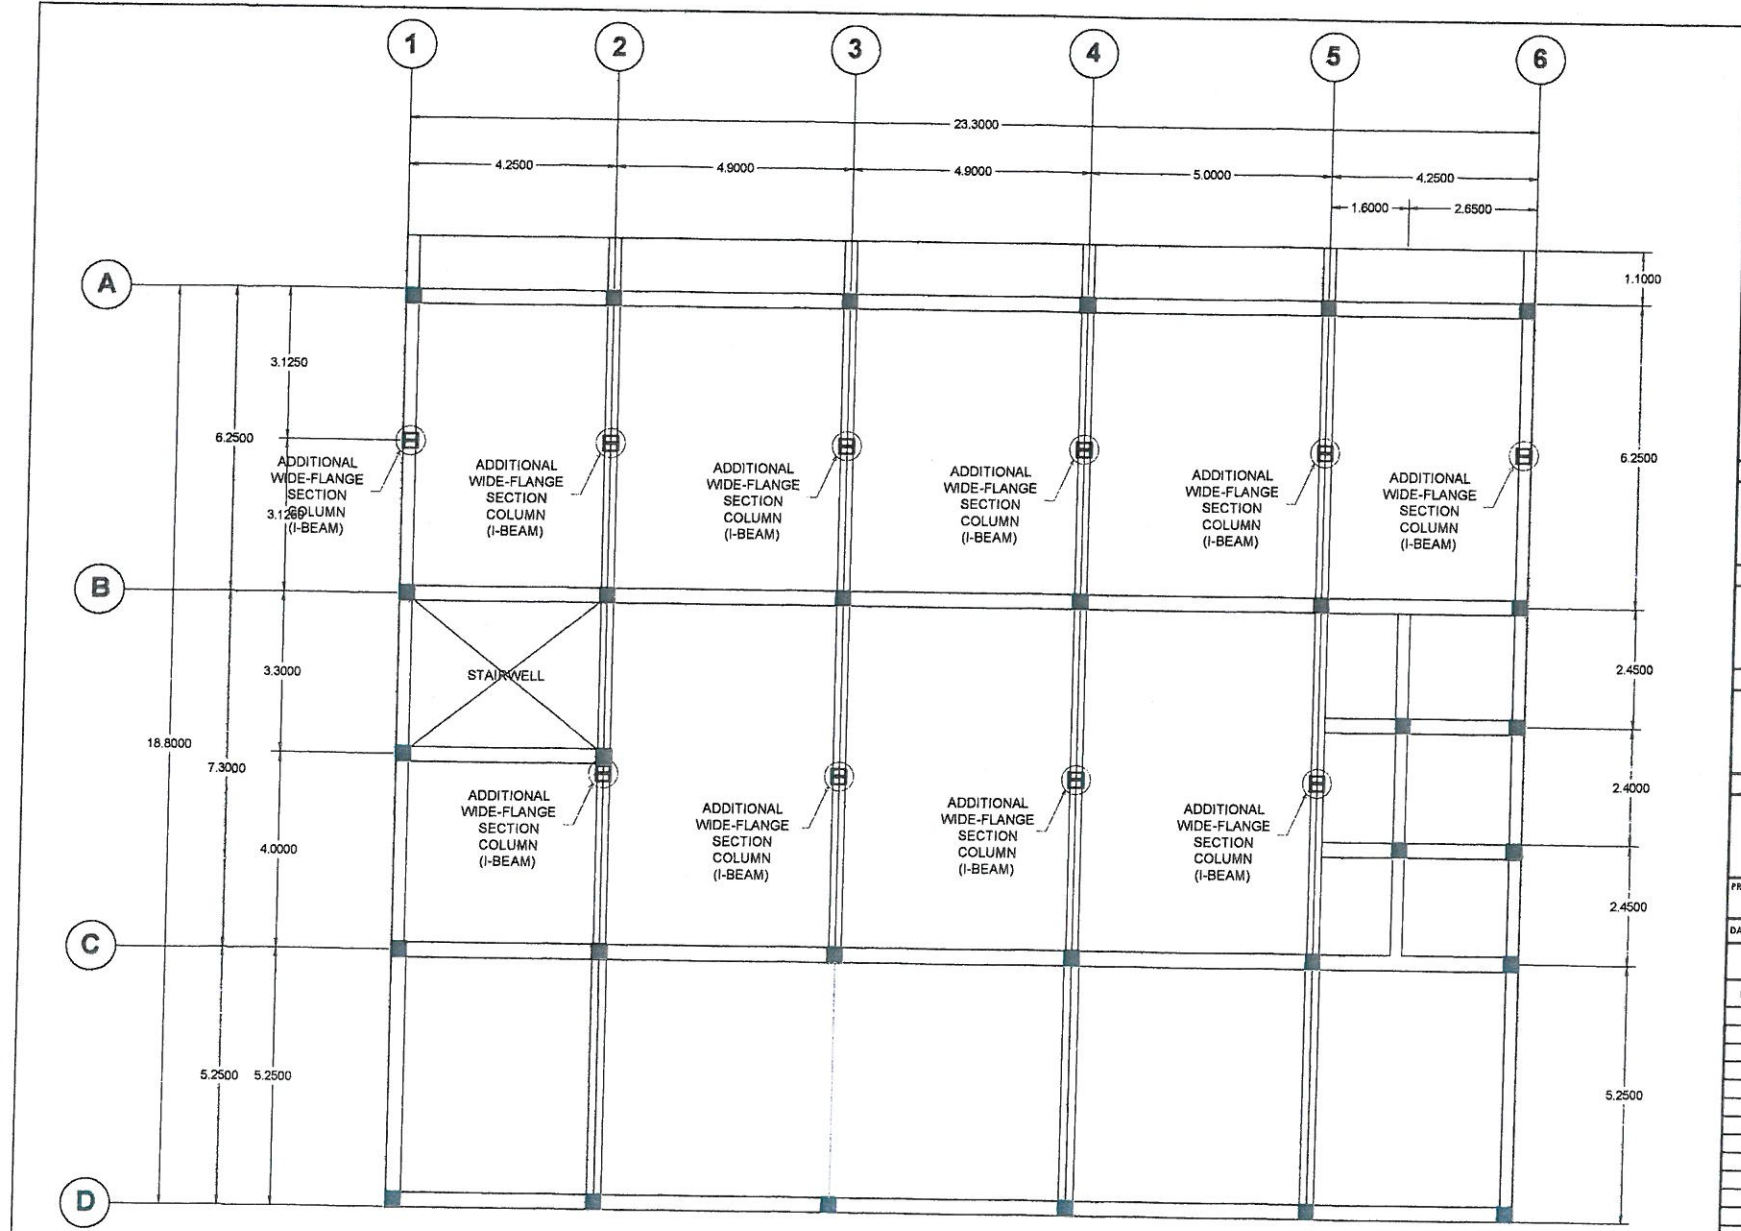 1 2 3 4 5 6
23.3000
4.2500 4.9000 4.9000 5.0000 4.2500
1.6000 2.6500
A
1.1000
3.1250
6.2500
6.2500
ADDITIONAL
WIDE-FLANGE
SECTION
COLUMN
(I-BEAM)
3.1250
ADDITIONAL
WIDE-FLANGE
SECTION
COLUMN
(I-BEAM)
ADDITIONAL
WIDE-FLANGE
SECTION
COLUMN
(I-BEAM)
ADDITIONAL
WIDE-FLANGE
SECTION
COLUMN
(I-BEAM)
ADDITIONAL
WIDE-FLANGE
SECTION
COLUMN
(I-BEAM)
ADDITIONAL
WIDE-FLANGE
SECTION
COLUMN
(I-BEAM)
B
3.3000
STAIRWELL
2.4500
18.8000
7.3000
2.4000
ADDITIONAL
WIDE-FLANGE
SECTION
COLUMN
(I-BEAM)
ADDITIONAL
WIDE-FLANGE
SECTION
COLUMN
(I-BEAM)
ADDITIONAL
WIDE-FLANGE
SECTION
COLUMN
(I-BEAM)
ADDITIONAL
WIDE-FLANGE
SECTION
COLUMN
(I-BEAM)
4.0000
2.4500
C
5.2500 5.2500
5.2500
D